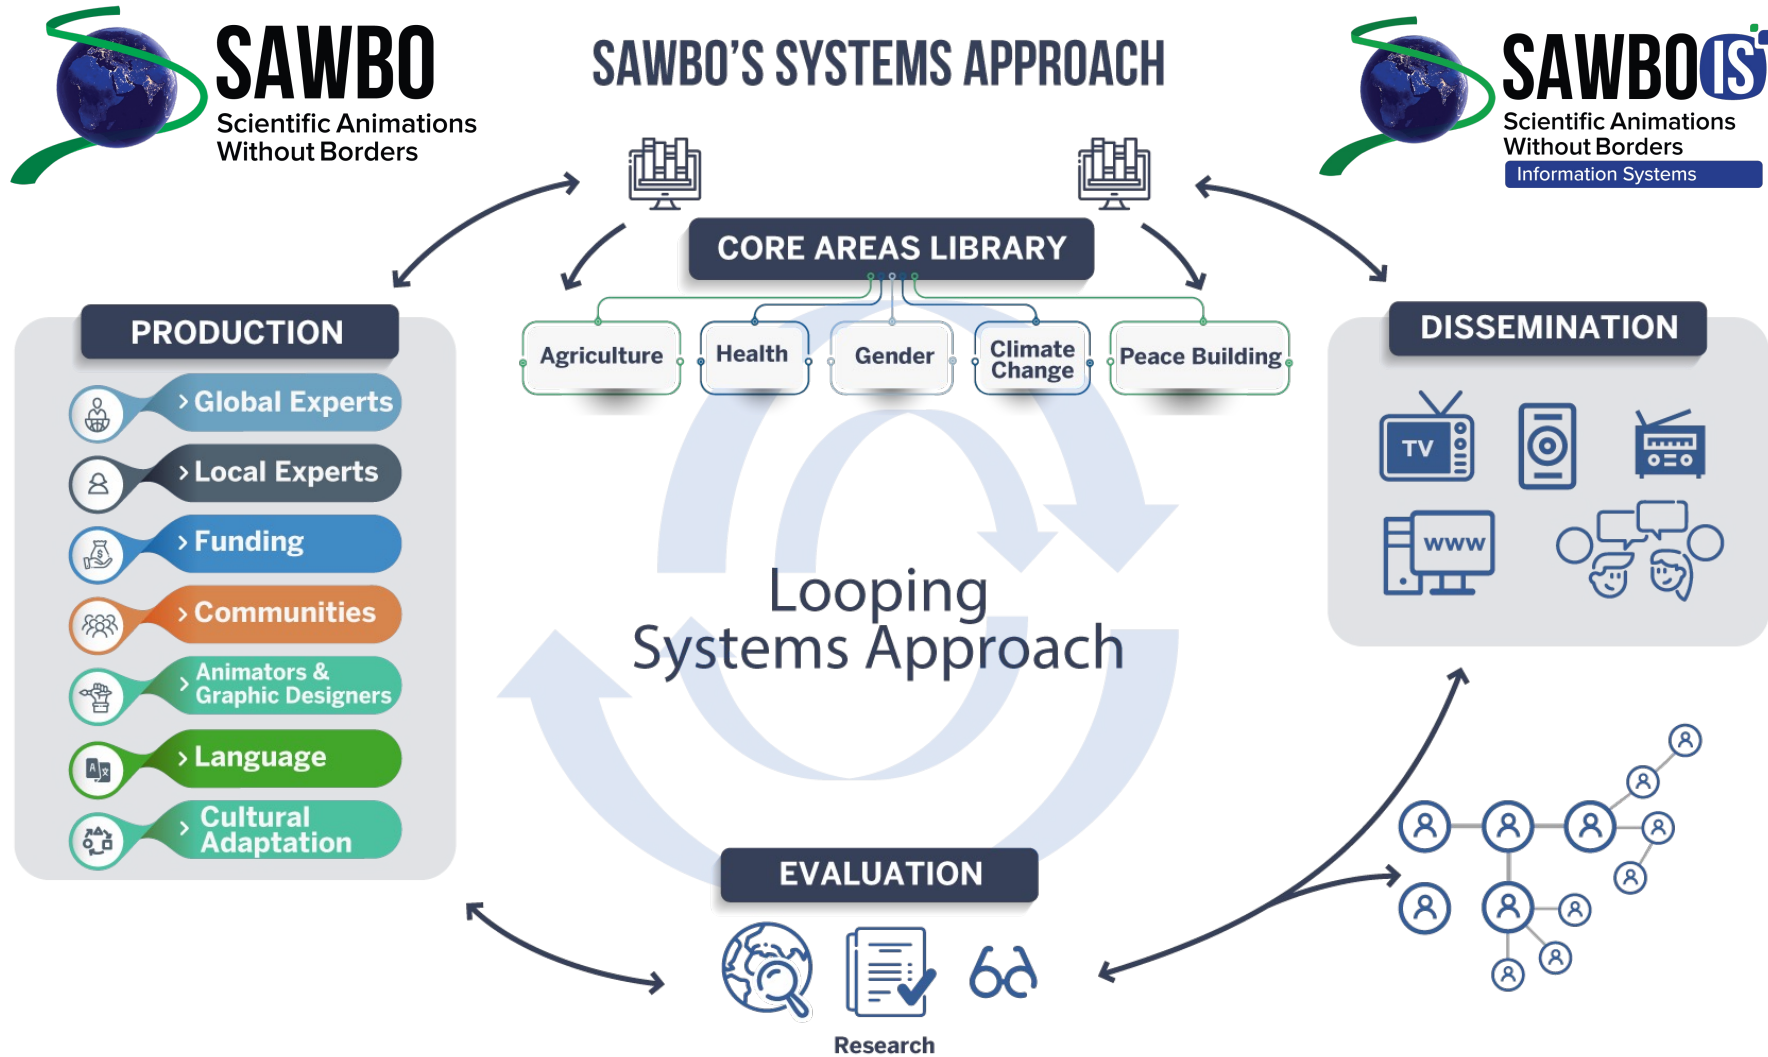 SAWBO
Scientific Animations
Without Borders
SAWBO'S SYSTEMS APPROACH
SAWBO IS
Scientific Animations
Without Borders
Information Systems
CORE AREAS LIBRARY
Agriculture
Health
Gender
Climate
Change
Peace Building
PRODUCTION
> Global Experts
> Local Experts
> Funding
> Communities
> Animators &
Graphic Designers
> Language
> Cultural
Adaptation
DISSEMINATION
TV
www
Looping
Systems Approach
EVALUATION
Research